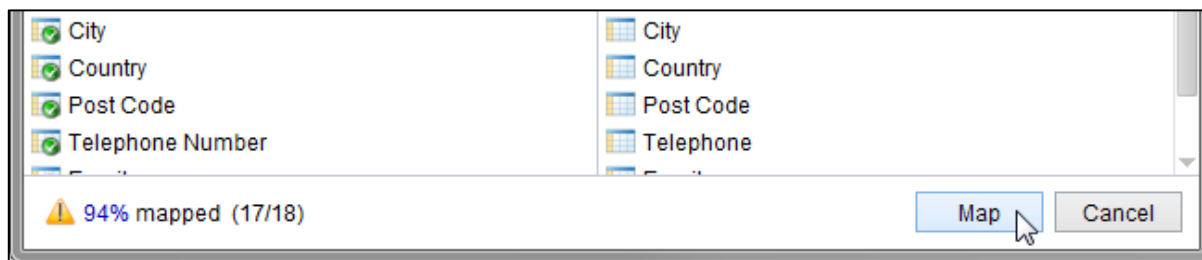 City City
Country Country
Post Code Post Code
Telephone Number Telephone
94% mapped (17/18) Map Cancel